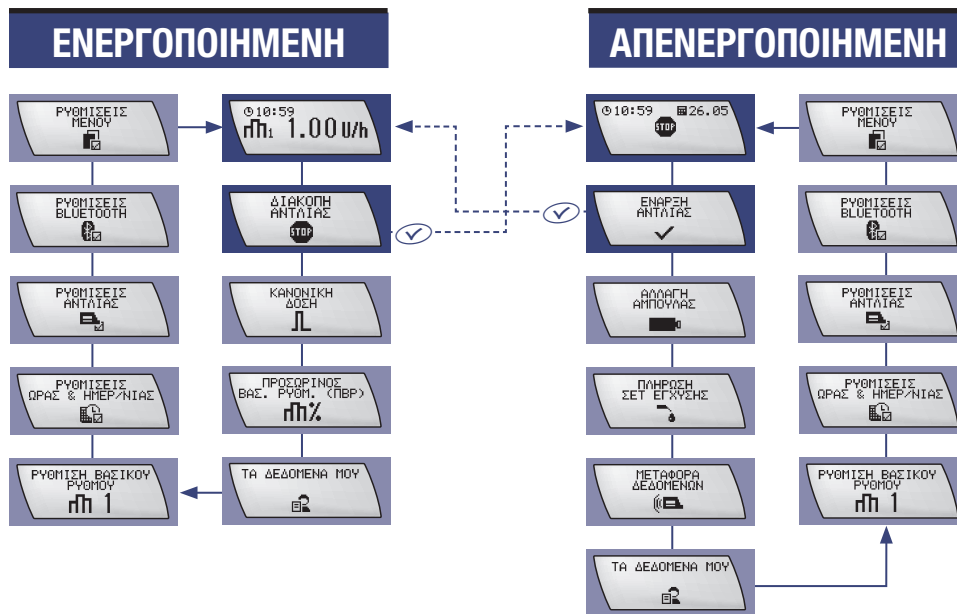 ΕΝΕΡΓΟΠΟΙΗΜΕΝΗ
ΡΥΘΜΙΣΕΙΣ
ΜΕΝΟΥ
ΡΥΘΜΙΣΕΙΣ
BLUETOOTH
ΡΥΘΜΙΣΕΙΣ
ΑΝΤΛΙΑΣ
ΡΥΘΜΙΣΕΙΣ
ΩΡΑΣ & ΗΜΕΡ/ΝΙΑΣ
ΡΥΘΜΙΣΗ ΒΑΣΙΚΟΥ
ΡΥΘΜΟΥ
1
10:59
1 1.00 U/h
ΔΙΑΚΟΠΗ
ΑΝΤΛΙΑΣ
STOP
ΚΑΝΟΝΙΚΗ
ΔΟΣΗ
ΠΡΟΣΩΡΙΝΟΣ
ΒΑΣ. ΡΥΘΜ. (ΠΒΡ)
%
ΤΑ ΔΕΔΟΜΕΝΑ ΜΟΥ
ΑΠΕΝΕΡΓΟΠΟΙΗΜΕΝΗ
10:59 26.05
STOP
ΕΝΑΡΞΗ
ΑΝΤΛΙΑΣ
ΑΛΛΑΓΗ
ΑΜΠΟΥΛΑΣ
ΠΛΗΡΩΣΗ
ΣΕΤ ΕΓΧΥΣΗΣ
ΜΕΤΑΦΟΡΑ
ΔΕΔΟΜΕΝΩΝ
ΤΑ ΔΕΔΟΜΕΝΑ ΜΟΥ
ΡΥΘΜΙΣΕΙΣ
ΜΕΝΟΥ
ΡΥΘΜΙΣΕΙΣ
BLUETOOTH
ΡΥΘΜΙΣΕΙΣ
ΑΝΤΛΙΑΣ
ΡΥΘΜΙΣΕΙΣ
ΩΡΑΣ & ΗΜΕΡ/ΝΙΑΣ
ΡΥΘΜΙΣΗ ΒΑΣΙΚΟΥ
ΡΥΘΜΟΥ
1